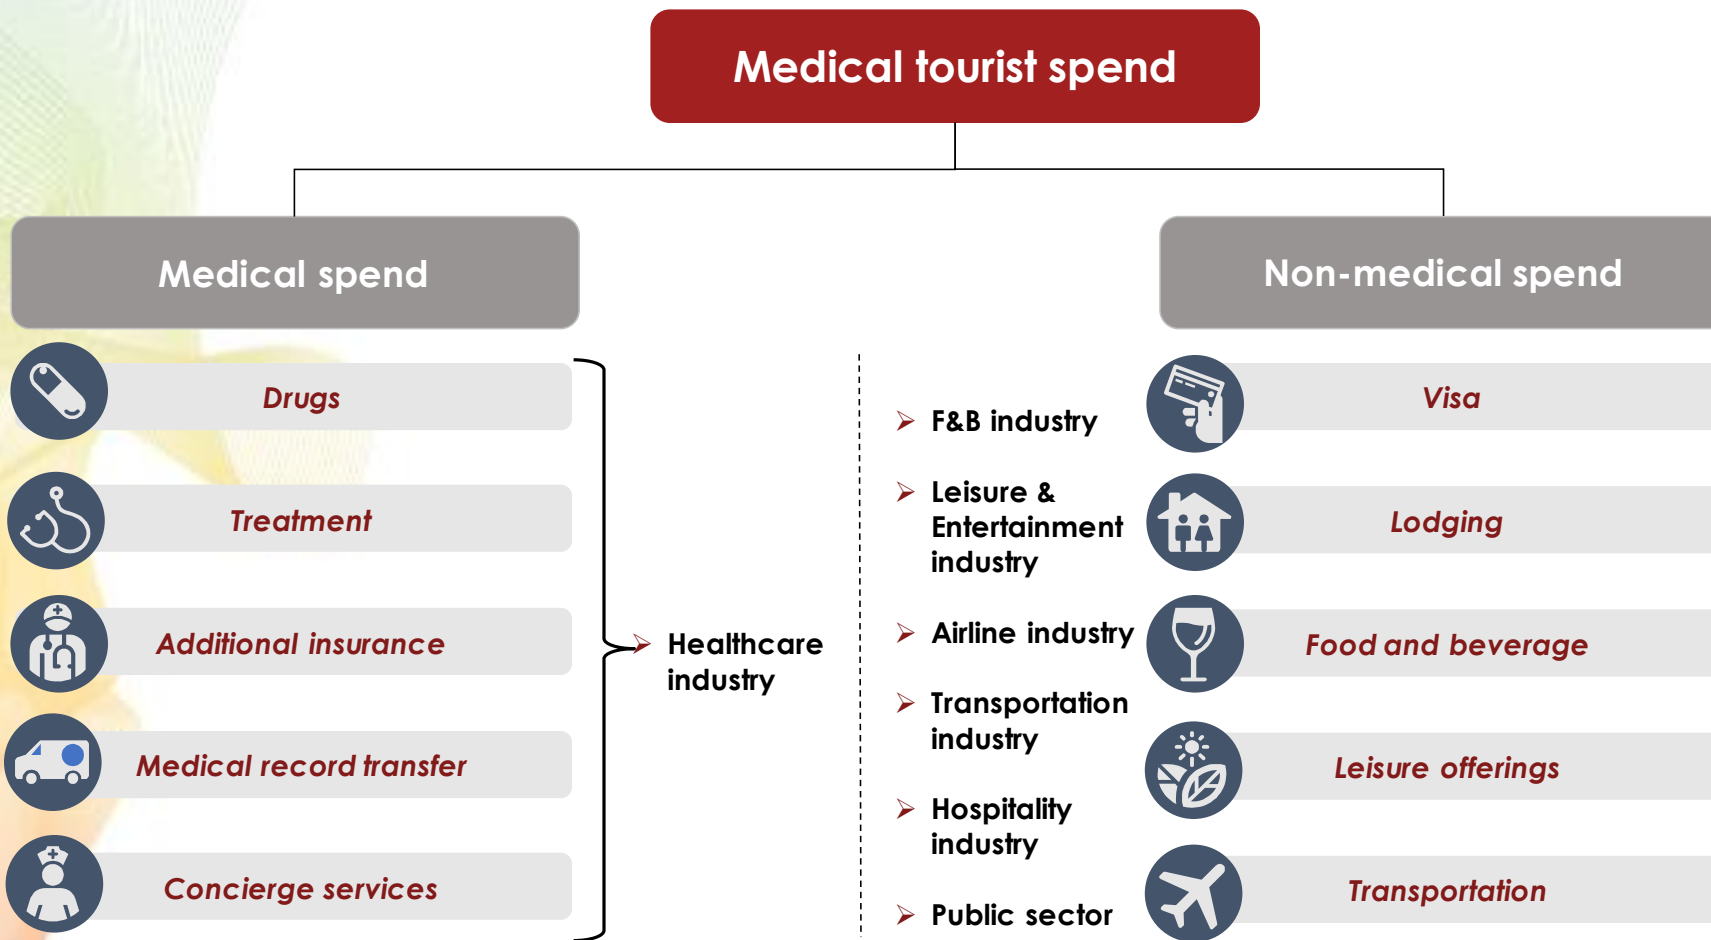 Medical tourist spend
Medical spend
Drugs
Treatment
Additional insurance
Medical record transfer
Concierge services
➢ Healthcare
industry
➢ F&B industry
➢ Leisure &
Entertainment
industry
➢ Airline industry
➢ Transportation
industry
➢ Hospitality
industry
➢ Public sector
Non-medical spend
Visa
Lodging
Food and beverage
Leisure offerings
Transportation